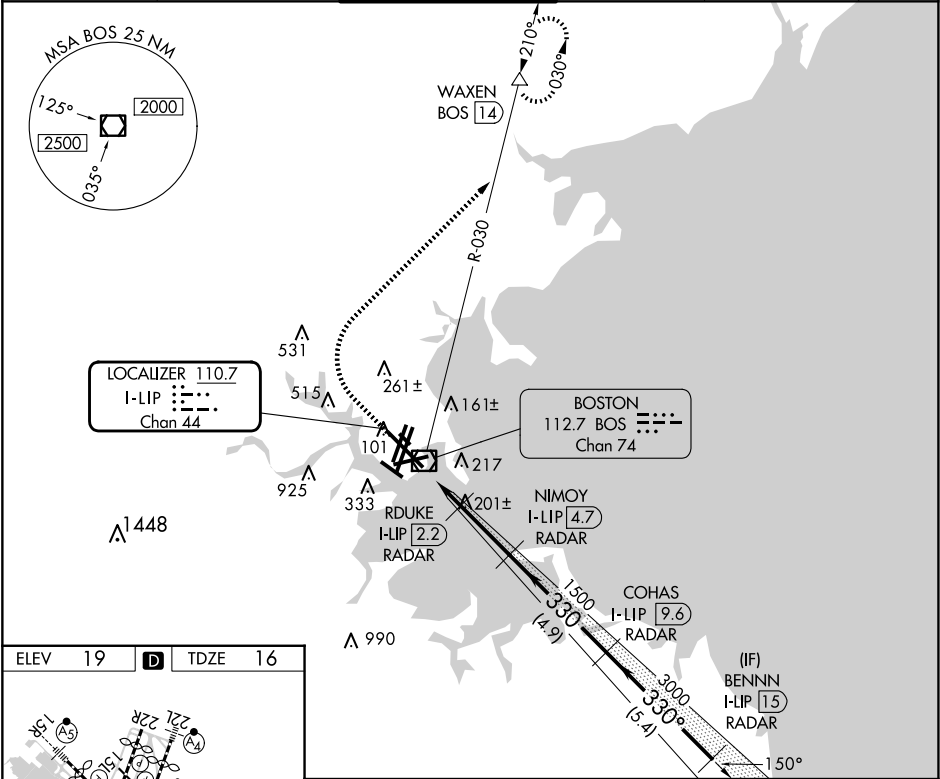 MSA BOS 25 NM
125°
2000
2500
035°
210°
030°
WAXEN
BOS 14
R-030
531
515
261±
161±
LOCALIZER 110.7
I-LIP
Chan 44
BOSTON
112.7 BOS
Chan 74
101
217
925
333
201±
1448
RDUKE
I-LIP 2.2
RADAR
NIMOY
I-LIP 4.7
RADAR
1500
330
(4.9)
COHAS
I-LIP 9.6
RADAR
990
3000
330°
(5.4)
(IF)
BENNN
I-LIP 15
RADAR
150°
ELEV 19 D TDZE 16
15R
A5
15L
22R
22L
A4
P